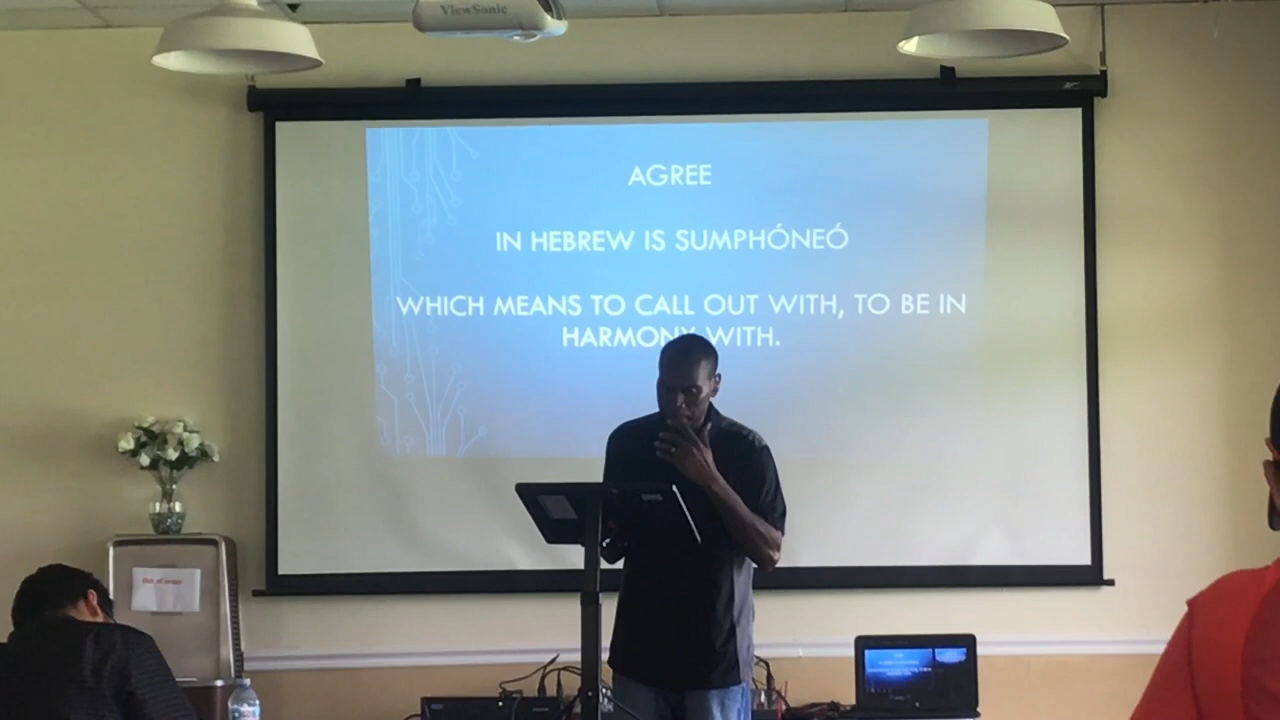 ViewSonic
AGREE
IN HEBREW IS SUMPHÓNEÓ
WHICH MEANS TO CALL OUT WITH, TO BE IN
HARMONY WITH.
Out of order